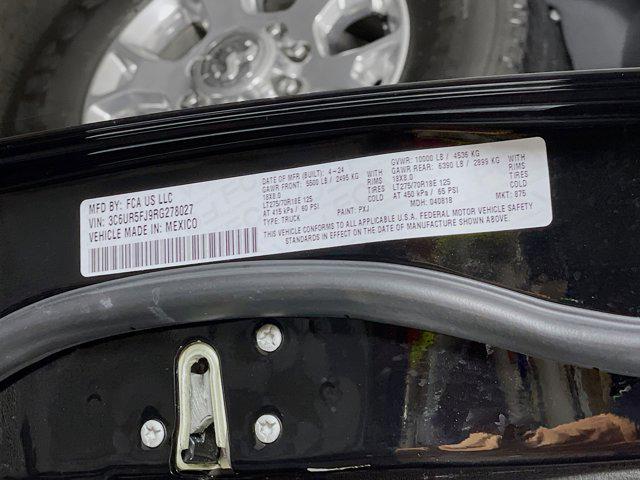 MFD BY: FCA US LLC
VIN: 3C6UR5FJ9RG278027
VEHICLE MADE IN: MEXICO
DATE OF MFR (BUILT): 4-24
GAWR FRONT: 5500 LB / 2495 KG
WITH
18X8.0 RIMS
LT275/70R18E 125 TIRES
AT 415 kPa / 60 PSI COLD
TYPE: TRUCK
PAINT: PXJ
GVWR: 10000 LB / 4536 KG
GAWR REAR: 6390 LB / 2899 KG
WITH
18X8.0 RIMS
LT275/70R18E 125 TIRES
AT 450 kPa / 65 PSI COLD
MDH: 040818
MKT: 875
THIS VEHICLE CONFORMS TO ALL APPLICABLE FEDERAL MOTOR VEHICLE SAFETY
STANDARDS IN EFFECT ON THE DATE OF MANUFACTURE SHOWN ABOVE